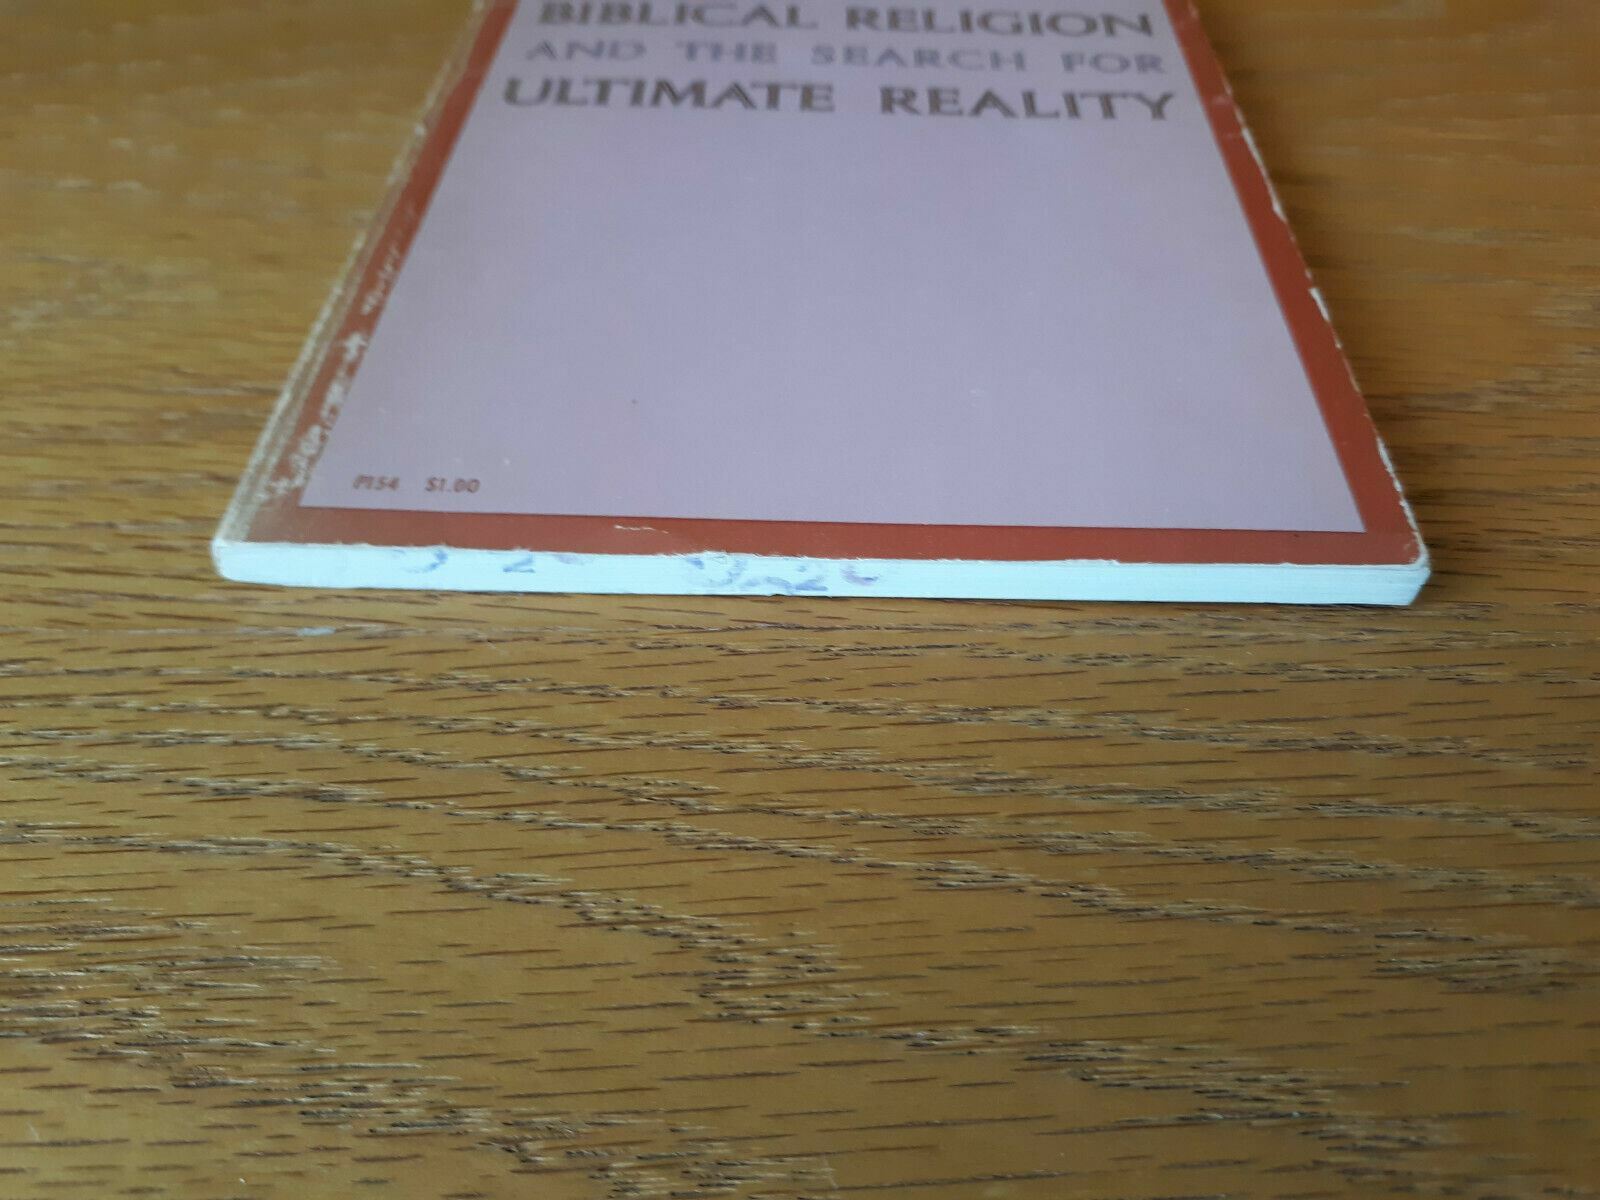 BIBLICAL RELIGION
AND THE SEARCH FOR
ULTIMATE REALITY
P154 $1.00